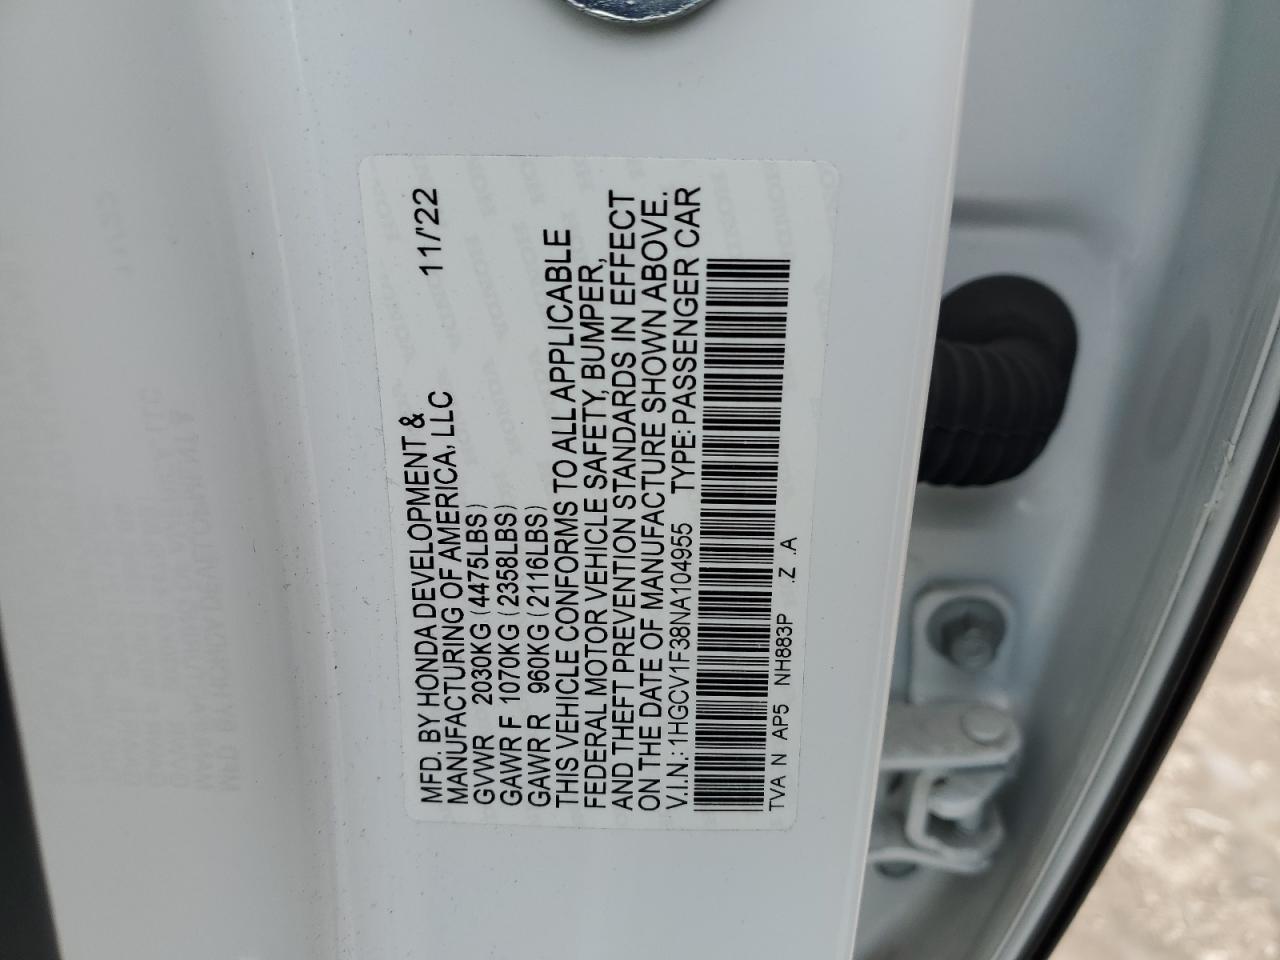 MFD. BY HONDA DEVELOPMENT & 11/'22
MANUFACTURING OF AMERICA, LLC
GVWR 2030KG (4475LBS)
GAWR F 1070KG (2358LBS)
GAWR R 960KG (2116LBS)
THIS VEHICLE CONFORMS TO ALL APPLICABLE
FEDERAL MOTOR VEHICLE SAFETY, BUMPER,
AND THEFT PREVENTION STANDARDS IN EFFECT
ON THE DATE OF MANUFACTURE SHOWN ABOVE.
V.I.N.: 1HGCV1F38NA104955 TYPE: PASSENGER CAR
TVA N AP5 NH883P .Z .A